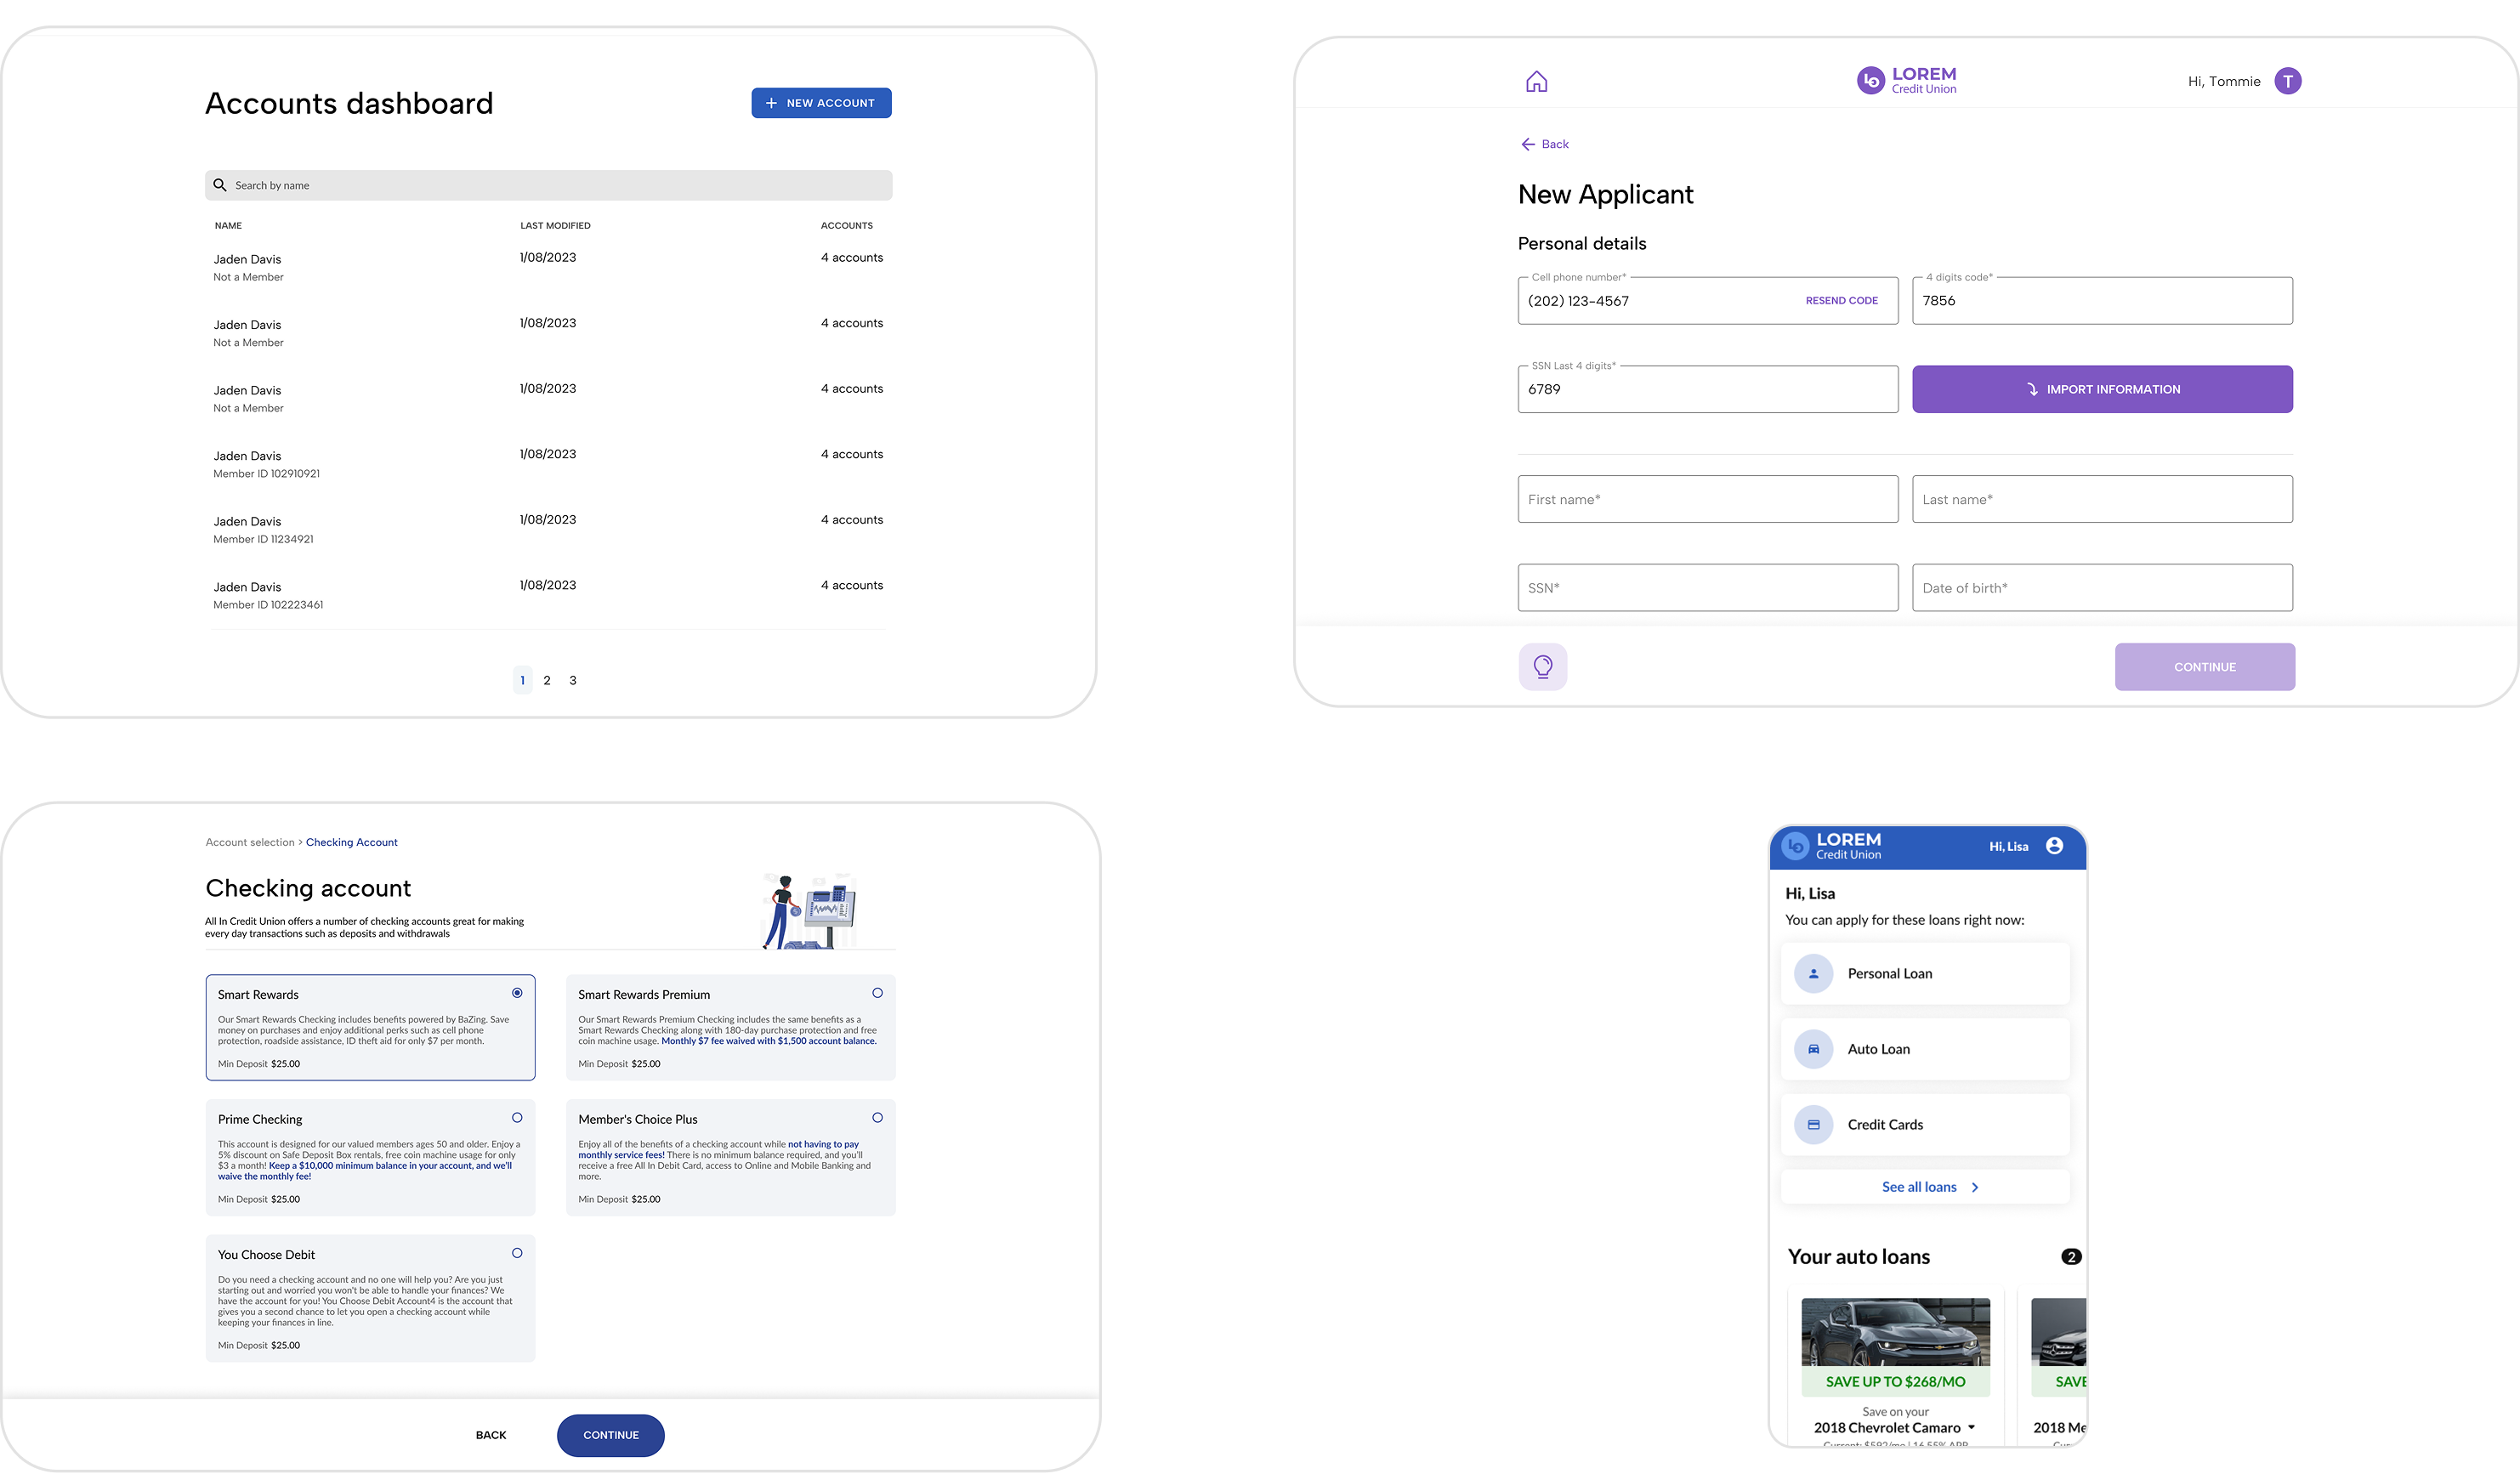 Accounts dashboard
+ NEW ACCOUNT
Search by name
NAME LAST MODIFIED ACCOUNTS
Jaden Davis 1/08/2023 4 accounts
Not a Member
Jaden Davis 1/08/2023 4 accounts
Not a Member
Jaden Davis 1/08/2023 4 accounts
Not a Member
Jaden Davis 1/08/2023 4 accounts
Member ID 102910921
Jaden Davis 1/08/2023 4 accounts
Member ID 11234921
Jaden Davis 1/08/2023 4 accounts
Member ID 102223461
1 2 3
LOREM
Credit Union
Hi, Tommie T
Back
New Applicant
Personal details
Cell phone number*
(202) 123-4567 RESEND CODE
4 digits code*
7856
SSN Last 4 digits*
6789
IMPORT INFORMATION
First name*
Last name*
SSN*
Date of birth*
CONTINUE
Account selection > Checking Account
Checking account
All In Credit Union offers a number of checking accounts great for making
every day transactions such as deposits and withdrawals
Smart Rewards
Our Smart Rewards Checking includes benefits powered by BaZing. Save
money on purchases and enjoy additional perks such as cell phone
protection, roadside assistance, ID theft aid for only $7 per month.
Min Deposit $25.00
Smart Rewards Premium
Our Smart Rewards Premium Checking includes the same benefits as a
Smart Rewards Checking along with 180-day purchase protection and free
coin machine usage. Monthly $7 fee waived with $1,500 account balance.
Min Deposit $25.00
Prime Checking
This account is designed for our valued members ages 50 and older. Enjoy a
5% discount on Safe Deposit Box rentals, free coin machine usage for only
$3 a month! Keep a $10,000 minimum balance in your account, and we'll
waive the monthly fee!
Min Deposit $25.00
Member's Choice Plus
Enjoy all of the benefits of a checking account while not having to pay
monthly service fees! There is no minimum balance required, and you'll
receive a free All In Debit Card, access to Online and Mobile Banking and
more.
Min Deposit $25.00
You Choose Debit
Do you need a checking account and no one will help you? Are you just
starting out and worried you won't be able to handle your finances? We
have the account for you! You Choose Debit Account4 is the account that
gives you a second chance to let you open a checking account while
keeping your finances in line.
Min Deposit $25.00
BACK
CONTINUE
LOREM
Credit Union
Hi, Lisa
Hi, Lisa
You can apply for these loans right now:
Personal Loan
Auto Loan
Credit Cards
See all loans
Your auto loans 2
SAVE UP TO $268/MO
Save on your
2018 Chevrolet Camaro
Current: $592/mo | 16.55% APR
SAVE
2018 Me